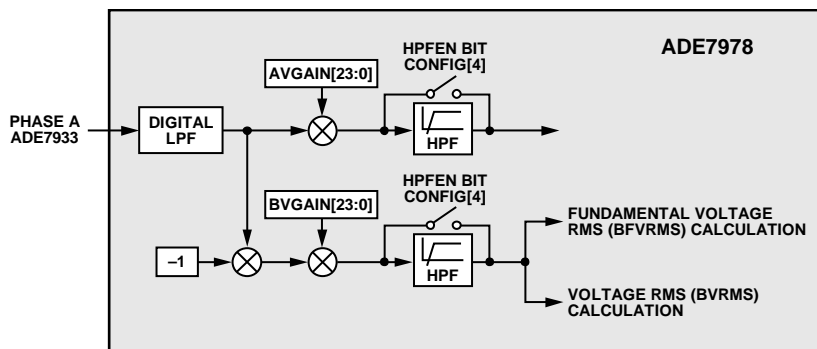 ADE7978
HPFEN BIT
CONFIG[4]
AVGAIN[23:0]
PHASE A
ADE7933
DIGITAL
LPF
HPF
HPFEN BIT
CONFIG[4]
BVGAIN[23:0]
FUNDAMENTAL VOLTAGE
RMS (BFVRMS) CALCULATION
–1
HPF
VOLTAGE RMS (BVRMS)
CALCULATION